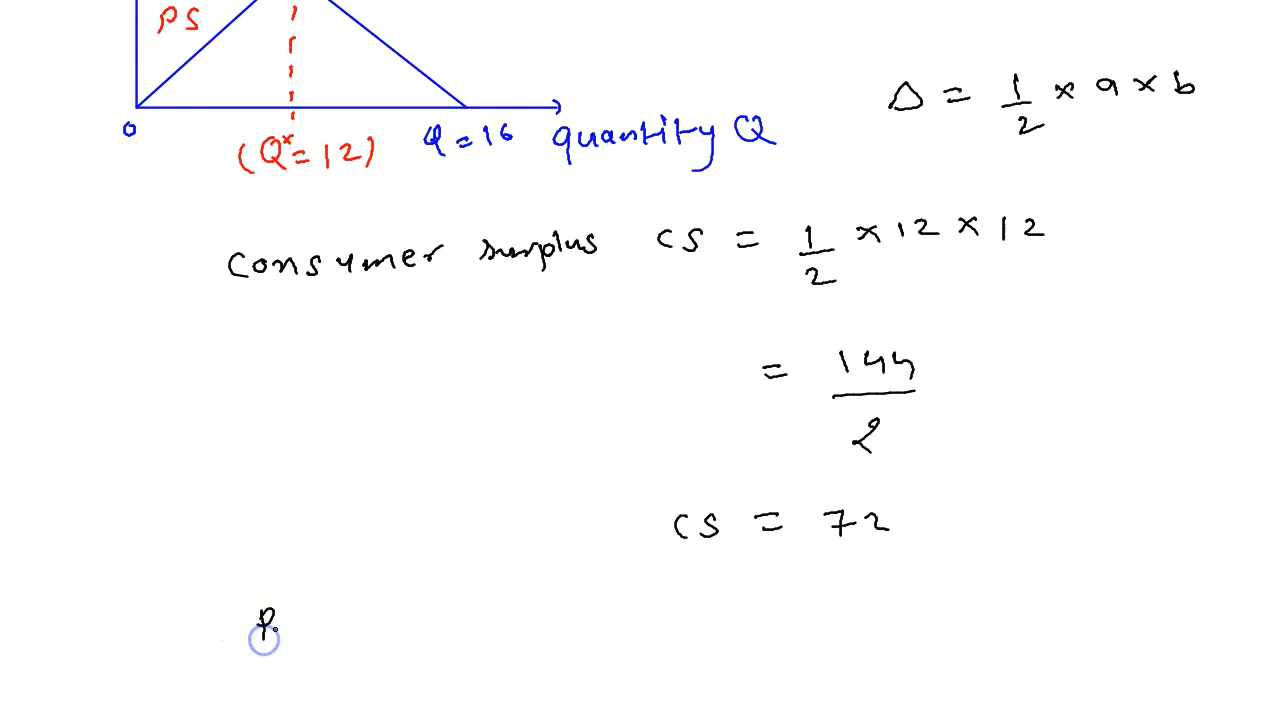 PS
Δ = 1/2 × a × b
0
(Q* = 12) Q = 16 quantity Q
Consumer surplus CS = 1/2 × 12 × 12
= 144/2
CS = 72
P